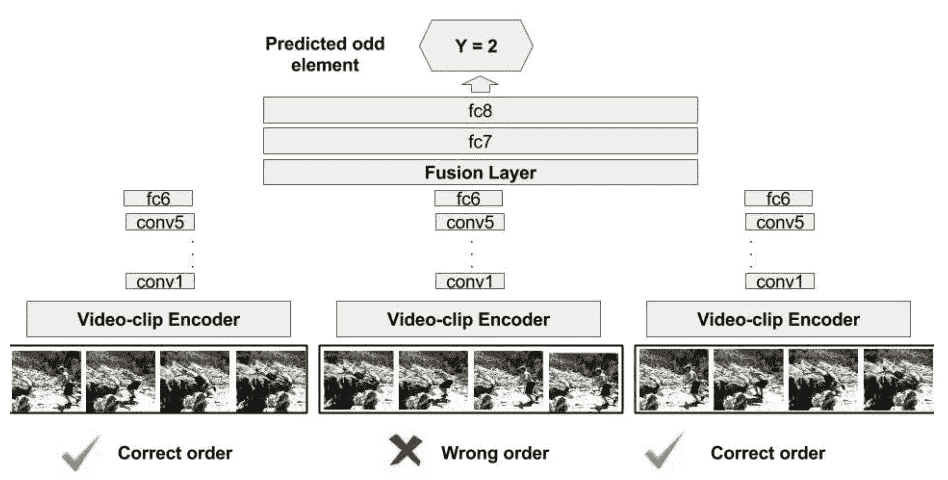 Predicted odd
element
Y = 2
fc8
fc7
Fusion Layer
fc6 fc6 fc6
conv5 conv5 conv5
conv1 conv1 conv1
Video-clip Encoder Video-clip Encoder Video-clip Encoder
Correct order Wrong order Correct order